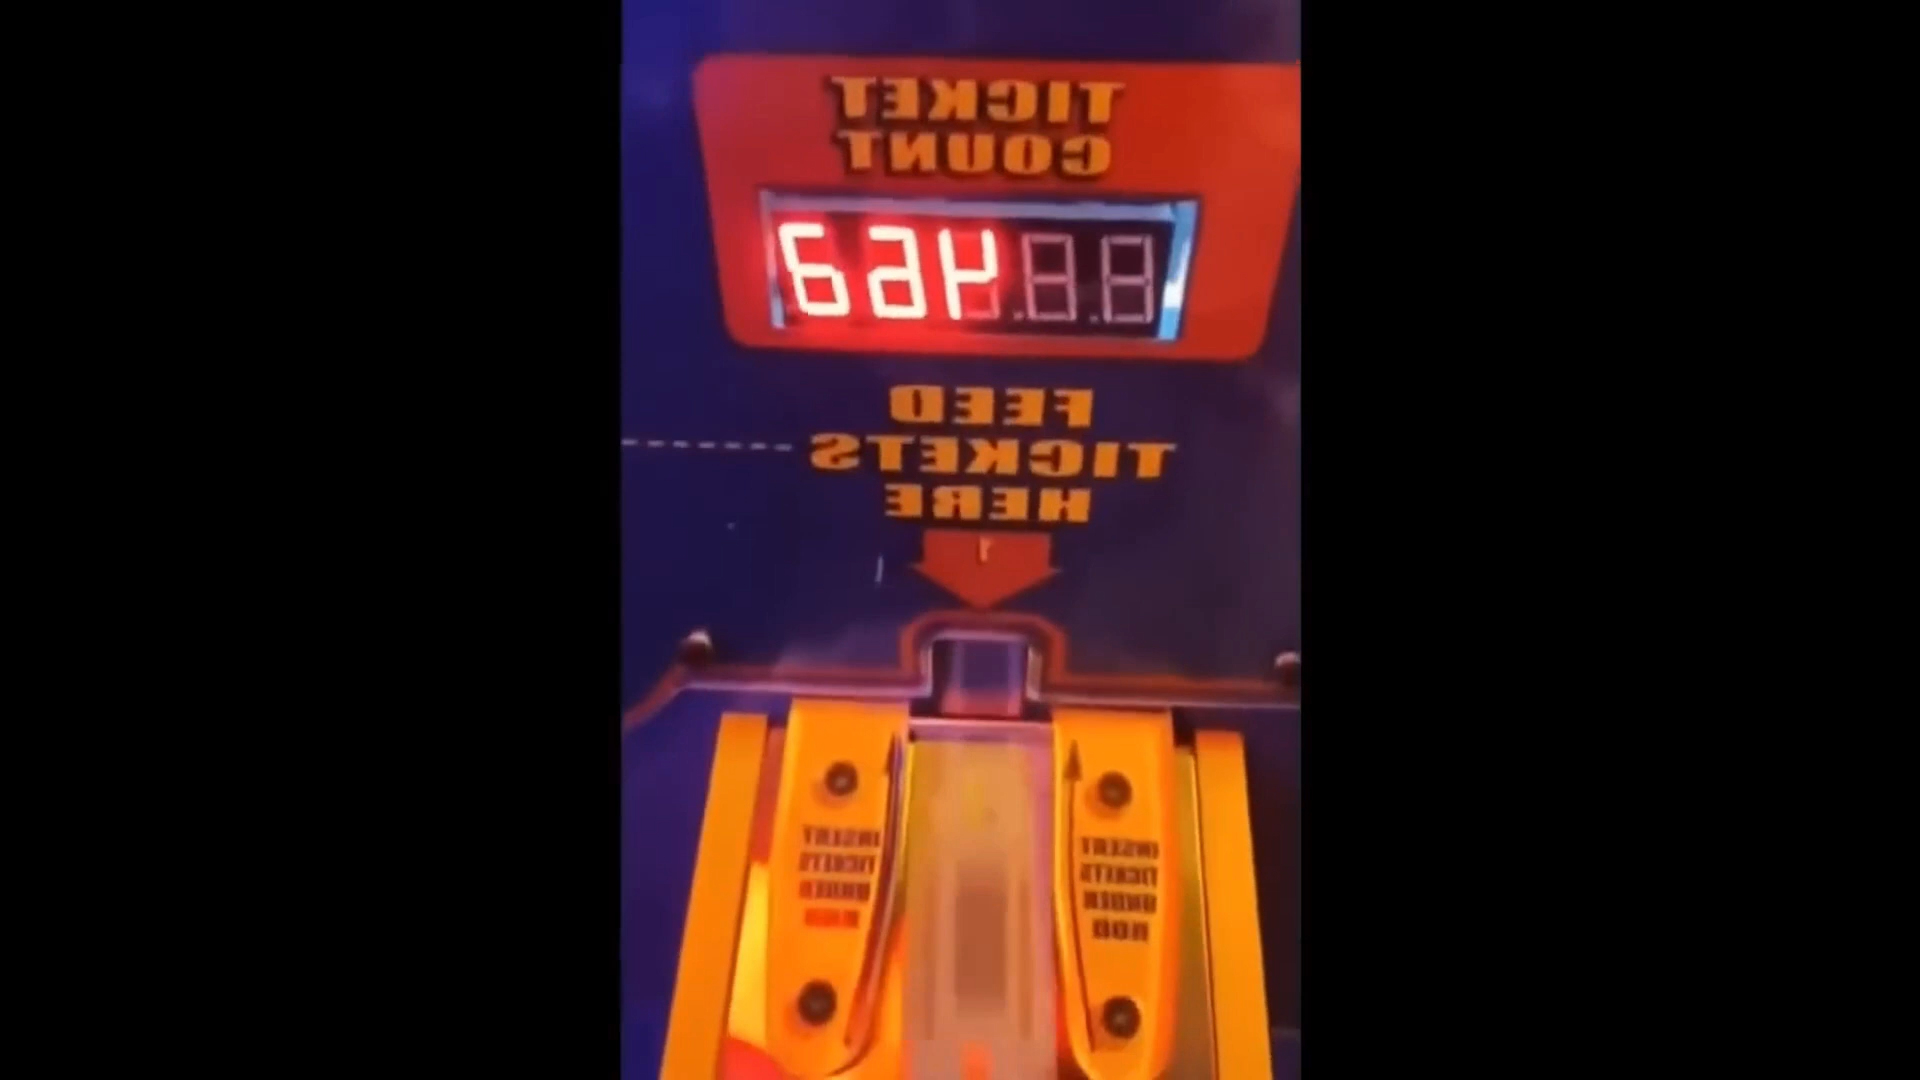 TICKET
COUNT
FEED
TICKETS
HERE
INSERT
TICKETS
UNDER
ROD
INSERT
TICKETS
UNDER
ROD